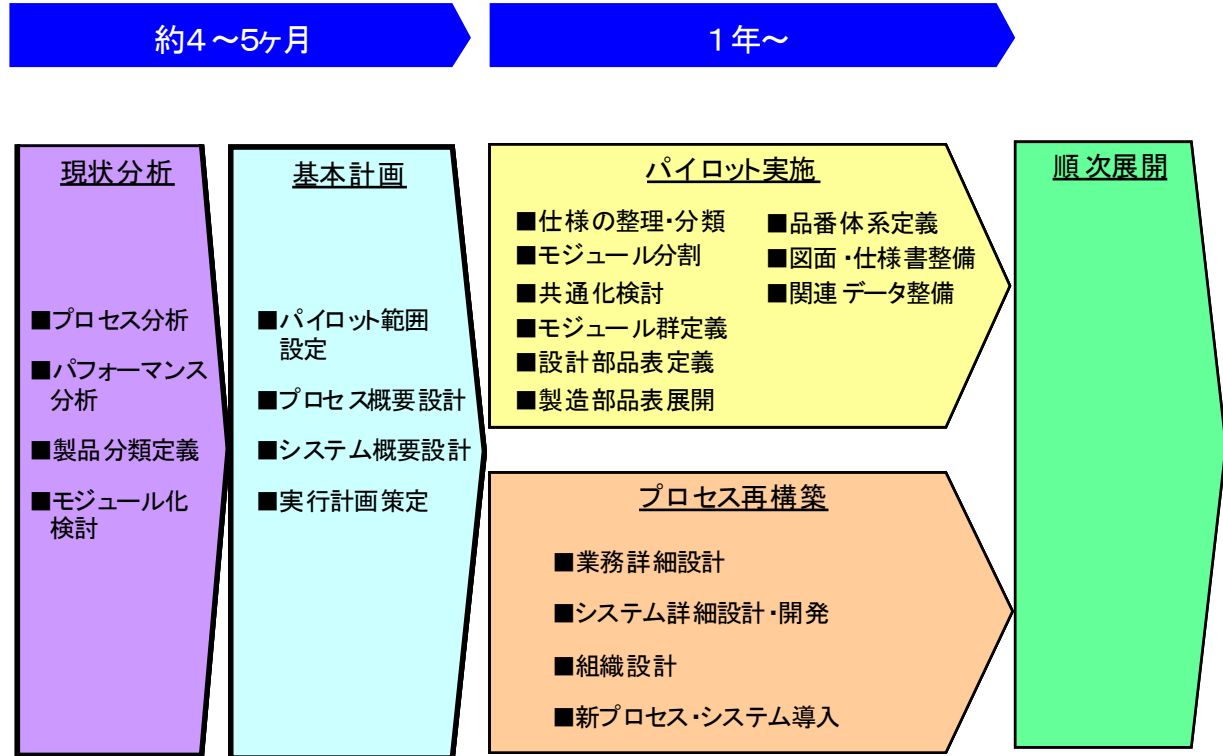 約4～5ヶ月
1年～
現状分析
■プロセス分析
■パフォーマンス
分析
■製品分類定義
■モジュール化
検討
基本計画
■パイロット範囲
設定
■プロセス概要設計
■システム概要設計
■実行計画策定
パイロット実施
■仕様の整理・分類
■モジュール分割
■共通化検討
■モジュール群定義
■設計部品表定義
■製造部品表展開
■品番体系定義
■図面・仕様書整備
■関連データ整備
プロセス再構築
■業務詳細設計
■システム詳細設計・開発
■組織設計
■新プロセス・システム導入
順次展開